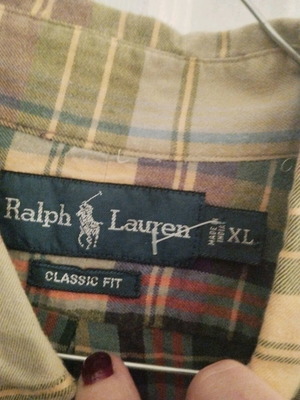 Ralph Lauren
MADE IN INDIA
XL
CLASSIC FIT